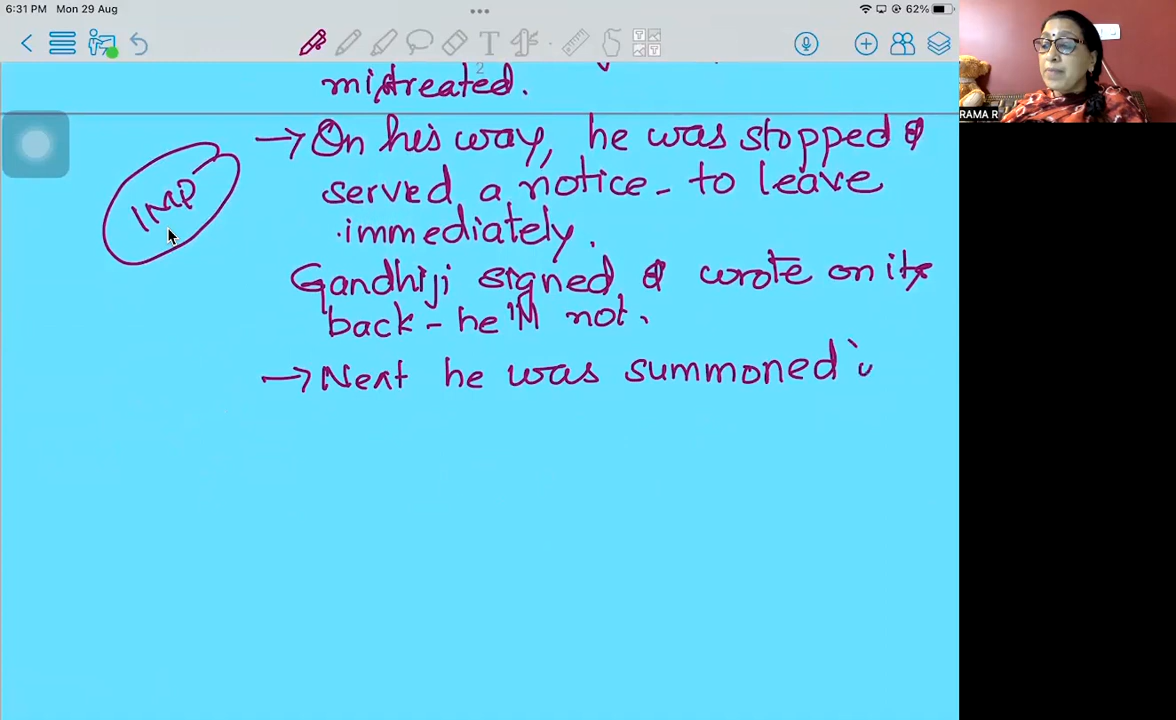 6:31 PM Mon 29 Aug
62%
T
RAMA R
2
mistreated.
→ On his way, he was stopped &
served a notice - to leave
immediately.
IMP
Gandhiji signed & wrote on its
back - he'll not.
→ Next he was summoned